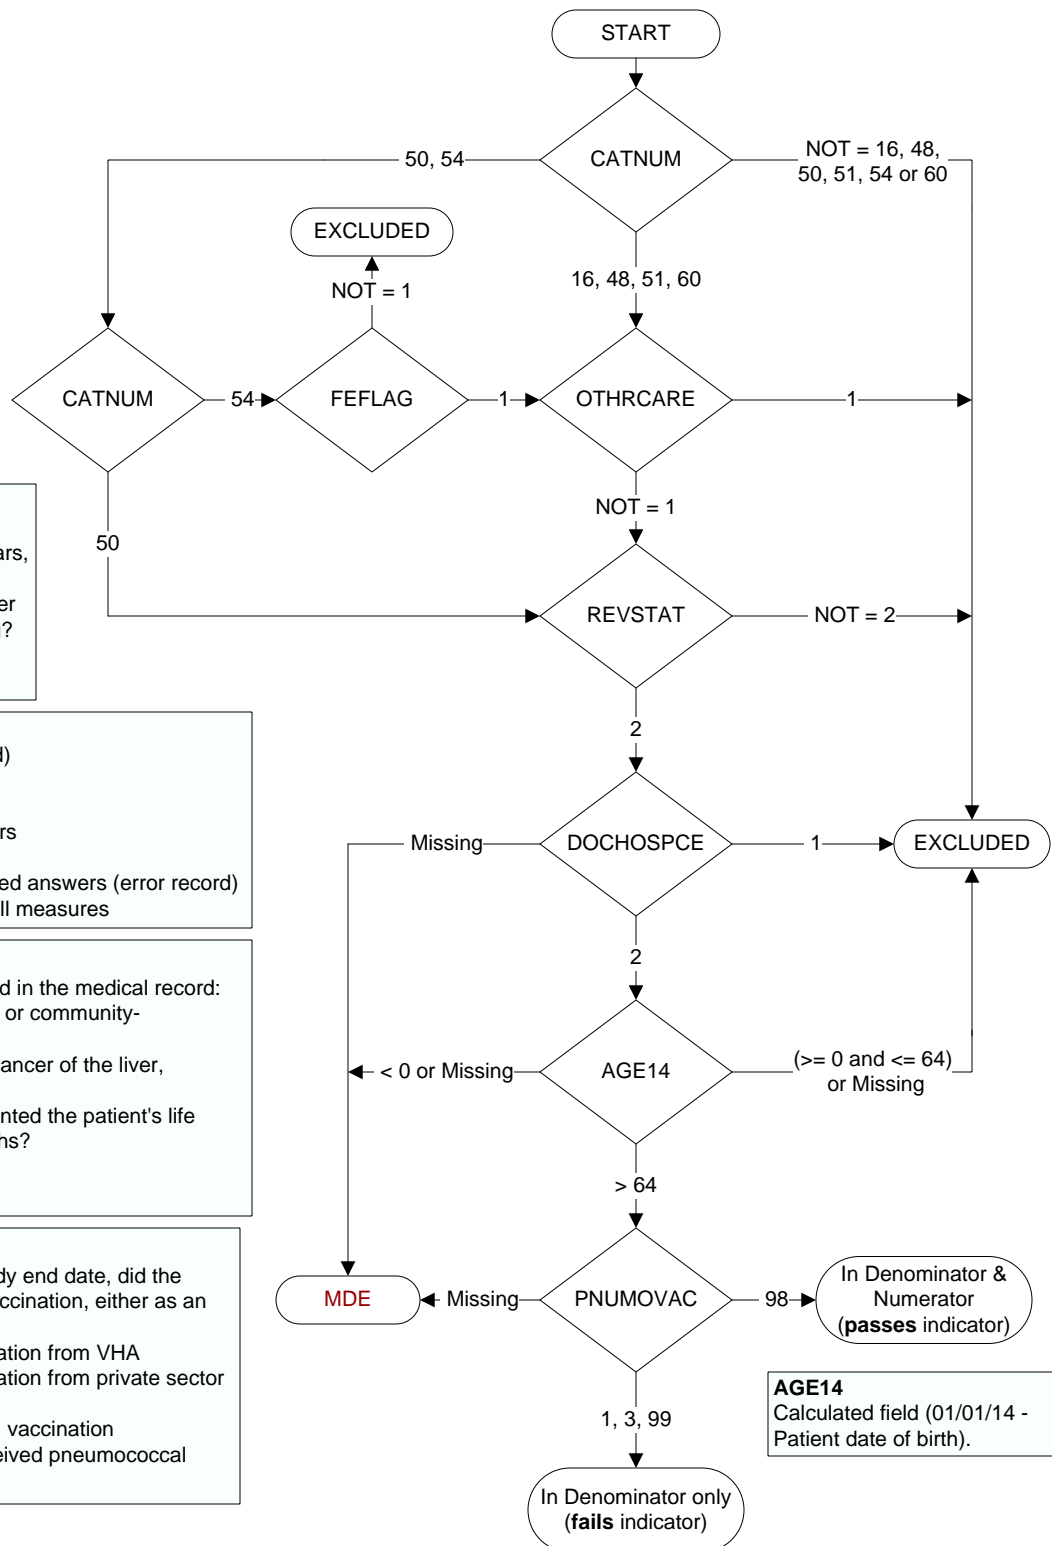 START
CATNUM
50, 54
NOT = 16, 48,
50, 51, 54 or 60
EXCLUDED
NOT = 1
16, 48, 51, 60
CATNUM
54
FEFLAG
1
OTHRCARE
1
NOT = 1
50
REVSTAT
NOT = 2
2
Missing
DOCHOSPCE
1
EXCLUDED
2
< 0 or Missing
AGE14
(>= 0 and <= 64)
or Missing
> 64
MDE
Missing
PNUMOVAC
98
In Denominator &
Numerator
(passes indicator)
1, 3, 99
In Denominator only
(fails indicator)
AGE14
Calculated field (01/01/14 -
Patient date of birth).
ed answers (error record)
ll measures
d in the medical record:
or community-
ancer of the liver,
nted the patient's life
dy end date, did the
ccination, either as an
ation from VHA
ation from private sector
vaccination
eived pneumococcal